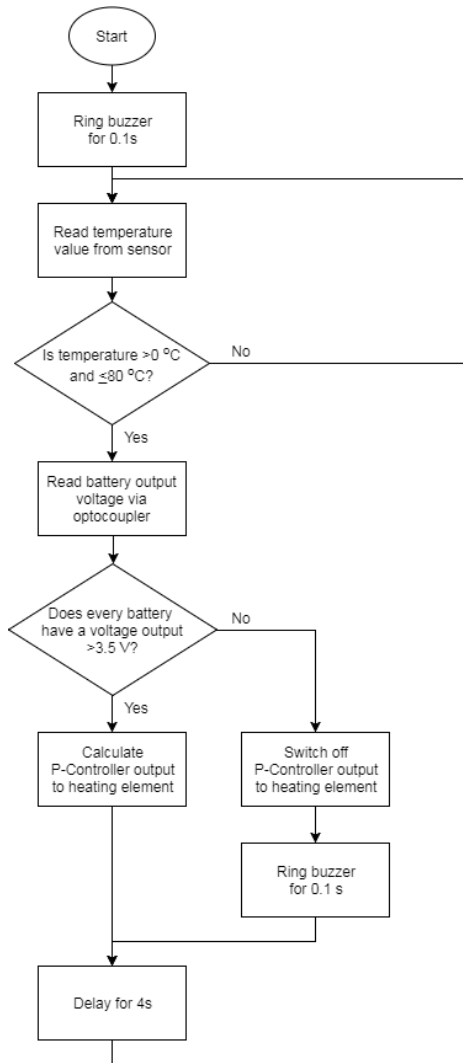 Start
Ring buzzer
for 0.1s
Read temperature
value from sensor
Is temperature >0 ºC
and ≤80 ºC?
No
Yes
Read battery output
voltage via
optocoupler
Does every battery
have a voltage output
>3.5 V?
No
Yes
Calculate
P-Controller output
to heating element
Switch off
P-Controller output
to heating element
Ring buzzer
for 0.1 s
Delay for 4s